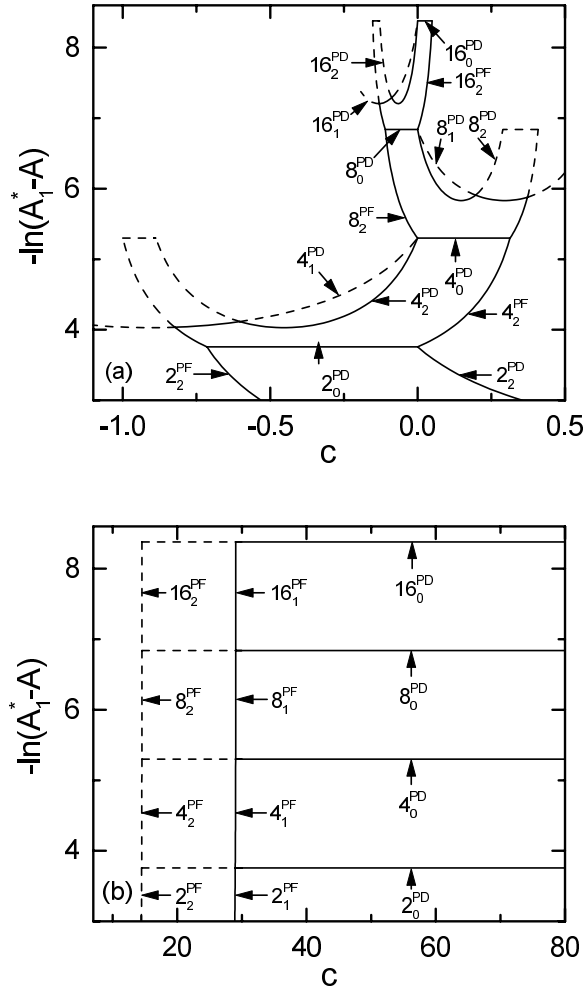 8
6
4
-ln(A₁*-A)
16₀^PD
16₂^PD
16₂^PF
16₁^PD
8₁^PD 8₂^PD
8₀^PD
8₂^PF
4₁^PD
4₂^PD
4₀^PD
4₂^PF
(a)
2₂^PF
2₀^PD
2₂^PD
-1.0 -0.5 0.0 0.5
c
8
6
4
-ln(A₁*-A)
16₂^PF 16₁^PF 16₀^PD
8₂^PF 8₁^PF 8₀^PD
4₂^PF 4₁^PF 4₀^PD
(b) 2₂^PF 2₁^PF 2₀^PD
20 40 60 80
c